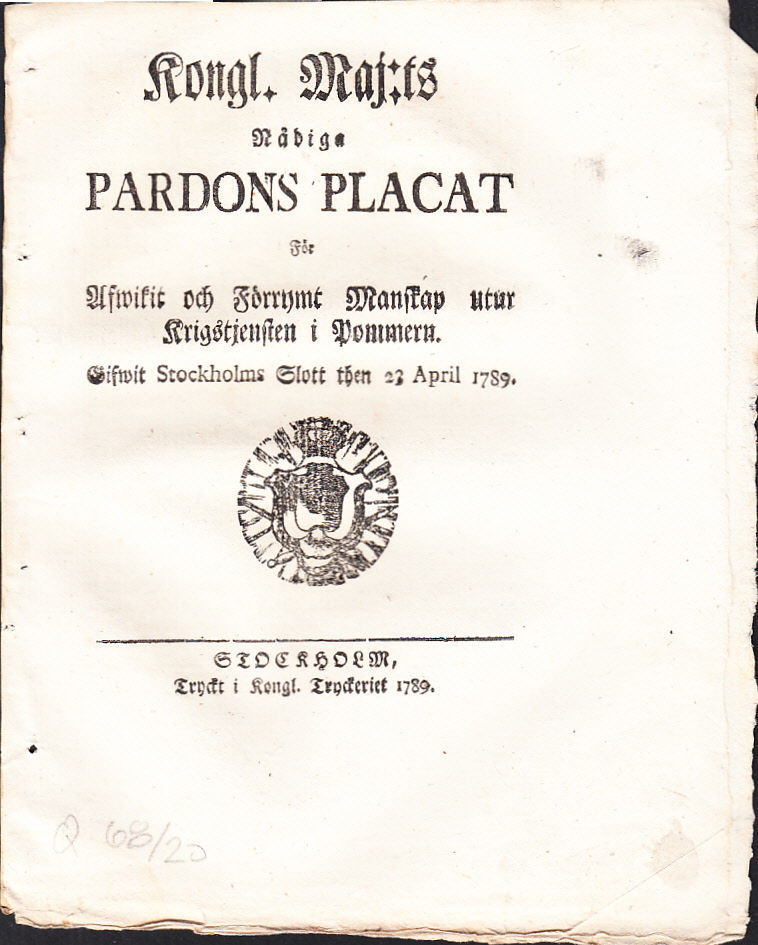 Kongl. Maj:ts
Nådiga
PARDONS PLACAT
För
Afwikit och Förrymt Manskap utur
Krigstjensten i Pommern.
Gifwit Stockholms Slott then 23 April 1789.
STOCKHOLM,
Tryckt i Kongl. Tryckeriet 1789.
Q 68/20